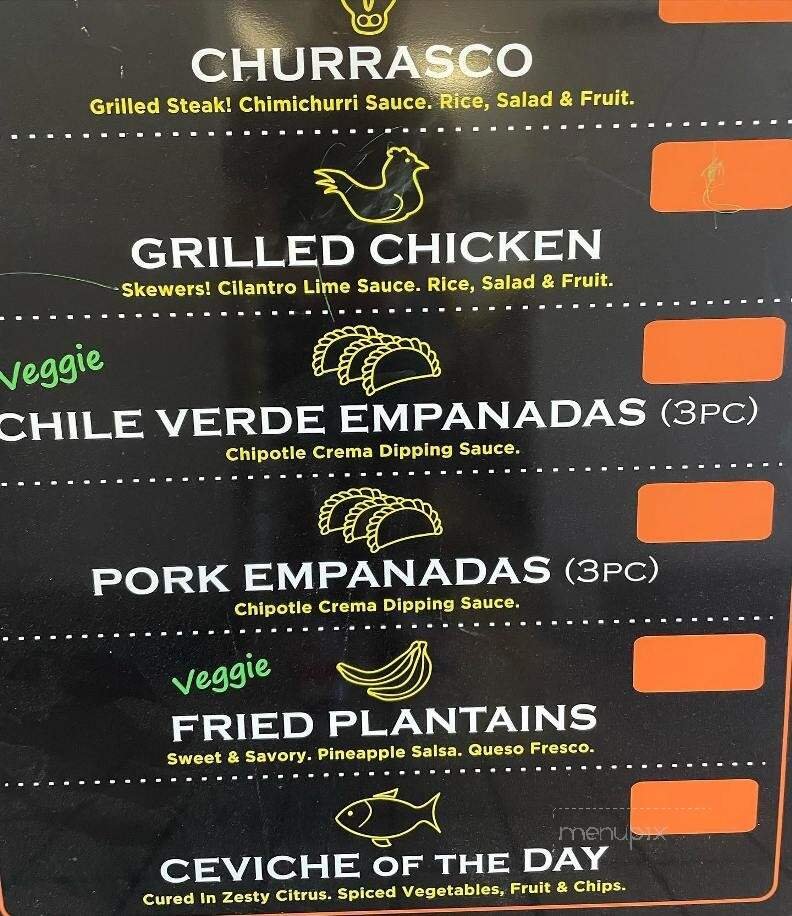 CHURRASCO
Grilled Steak! Chimichurri Sauce. Rice, Salad & Fruit.
GRILLED CHICKEN
Skewers! Cilantro Lime Sauce. Rice, Salad & Fruit.
Veggie
CHILE VERDE EMPANADAS (3PC)
Chipotle Crema Dipping Sauce.
PORK EMPANADAS (3PC)
Chipotle Crema Dipping Sauce.
Veggie
FRIED PLANTAINS
Sweet & Savory. Pineapple Salsa. Queso Fresco.
menupix
CEVICHE OF THE DAY
Cured In Zesty Citrus. Spiced Vegetables, Fruit & Chips.